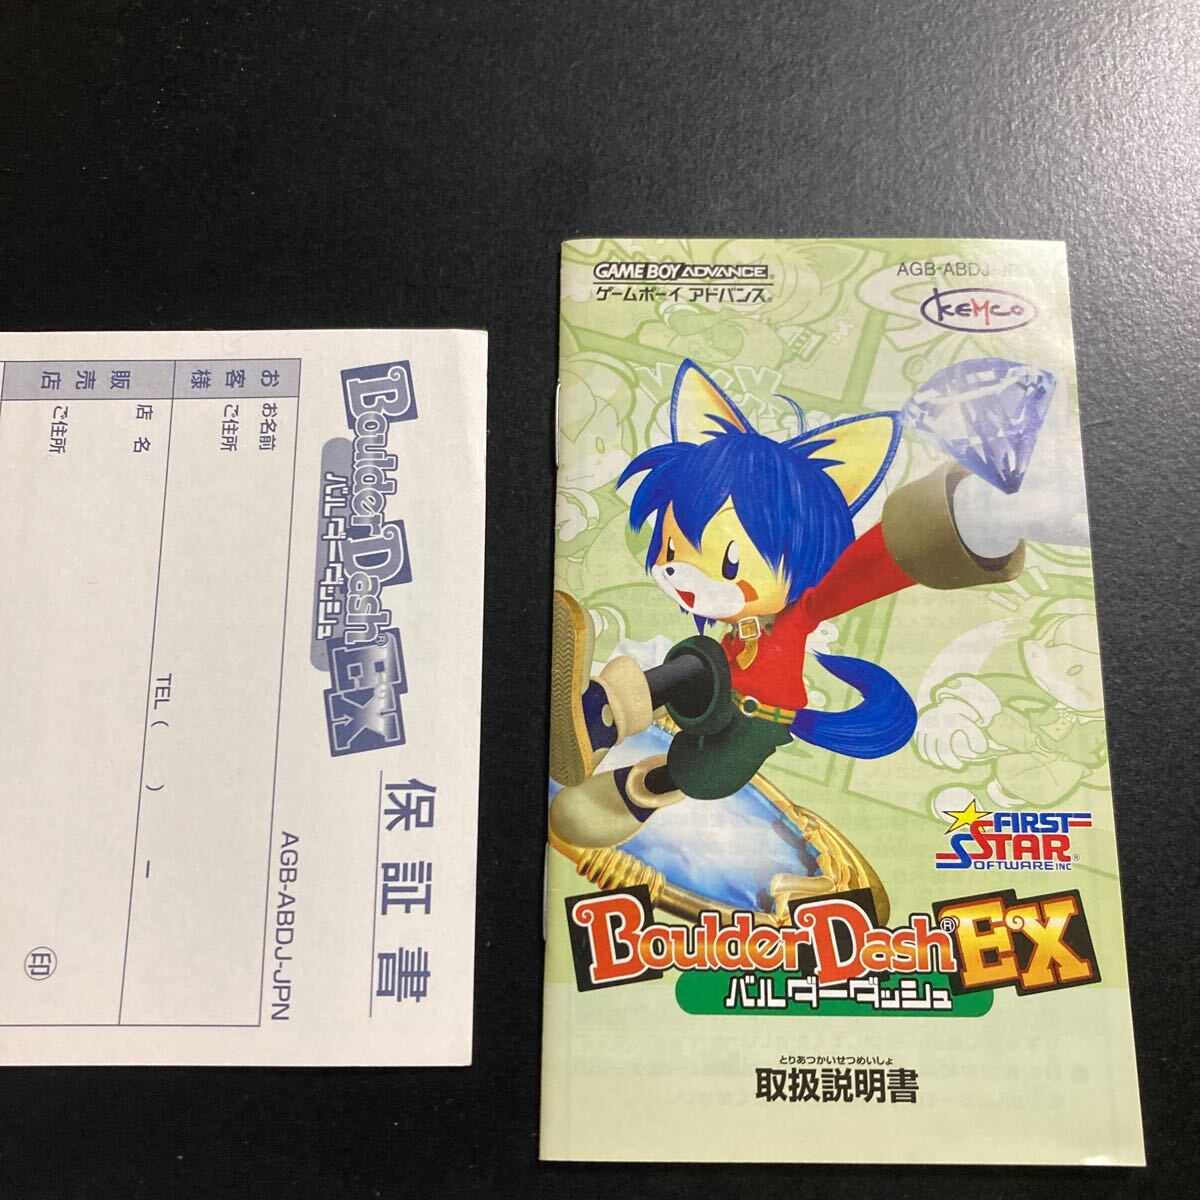 Boulder Dash® EX
バルダーダッシュ
保証書
AGB-ABDJ-JPN
お客様
お名前
ご住所
TEL ( ) −
販売店
店名
ご住所
印
GAME BOY ADVANCE®
ゲームボーイ アドバンス®
AGB-ABDJ-JPN
KEMCO
FIRST
STAR®
SOFTWARE INC
Boulder Dash® EX
バルダーダッシュ
とりあつかいせつめいしょ
取扱説明書